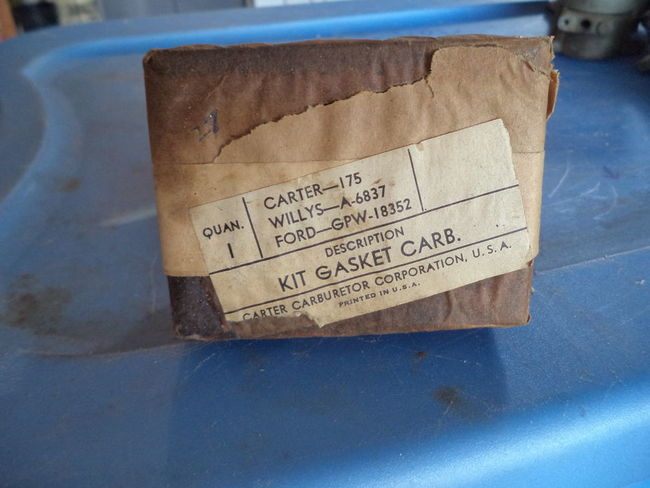 QUAN.
1
CARTER—175
WILLYS—A-6837
FORD—GPW-18352
DESCRIPTION
KIT GASKET CARB.
CARTER CARBURETOR CORPORATION, U.S.A.
PRINTED IN U.S.A.